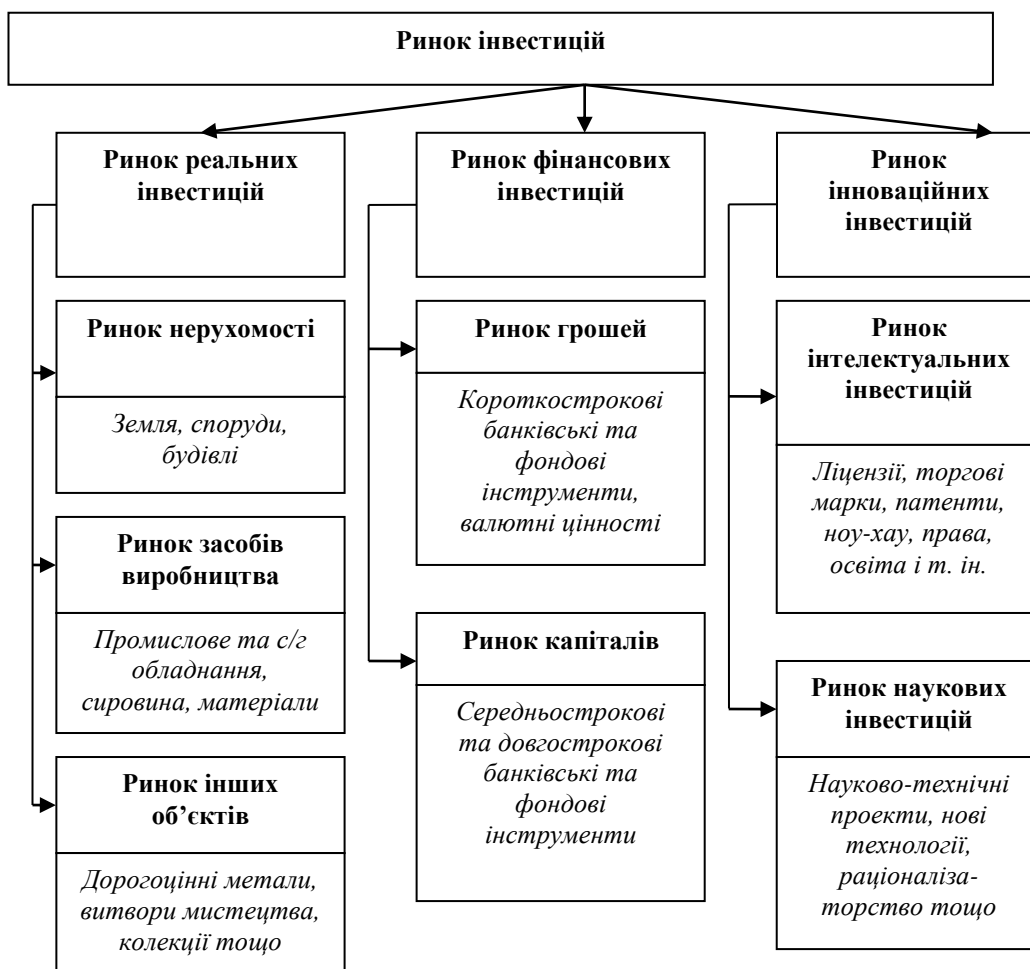 Ринок інвестицій
Ринок реальних
інвестицій
Ринок нерухомості
Земля, споруди,
будівлі
Ринок засобів
виробництва
Промислове та с/г
обладнання,
сировина, матеріали
Ринок інших
об’єктів
Дорогоцінні метали,
витвори мистецтва,
колекції тощо
Ринок фінансових
інвестицій
Ринок грошей
Короткострокові
банківські та
фондові
інструменти,
валютні цінності
Ринок капіталів
Середньострокові
та довгострокові
банківські та
фондові
інструменти
Ринок
інноваційних
інвестицій
Ринок
інтелектуальних
інвестицій
Ліцензії, торгові
марки, патенти,
ноу-хау, права,
освіта і т. ін.
Ринок наукових
інвестицій
Науково-технічні
проекти, нові
технології,
раціоналіза-
торство тощо